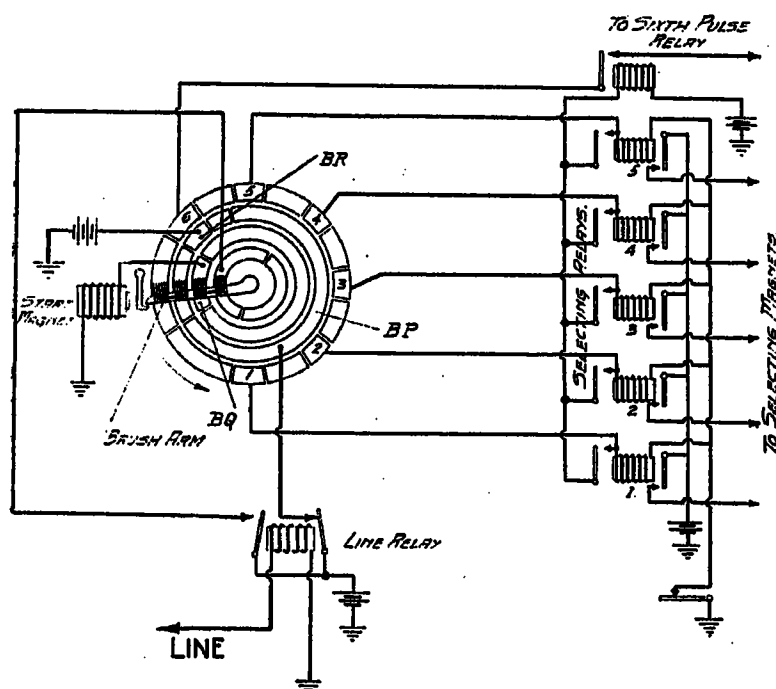 TO SIXTH PULSE
RELAY
BR
6
5
4
3
2
1
START
MAGNET
BP
BQ
BRUSH ARM
SELECTING RELAYS.
5
4
3
2
1.
TO SELECTING MAGNETS
LINE RELAY
LINE